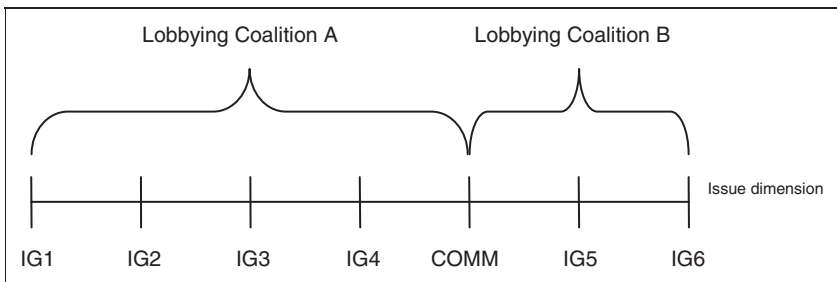 Lobbying Coalition A Lobbying Coalition B
Issue dimension
IG1 IG2 IG3 IG4 COMM IG5 IG6